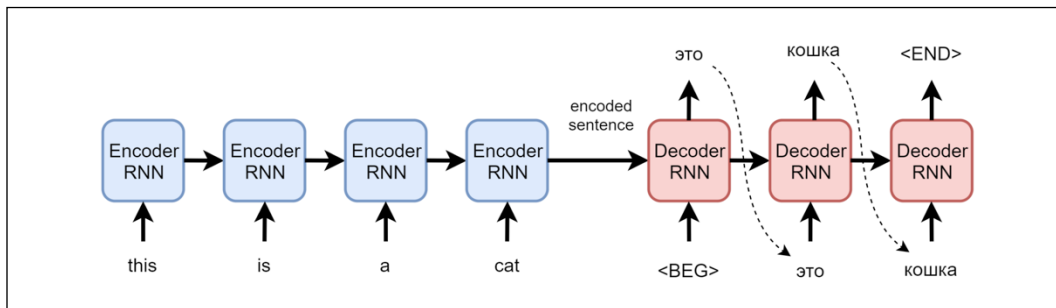 это
кошка
<END>
encoded
sentence
Encoder
RNN
Encoder
RNN
Encoder
RNN
Encoder
RNN
Decoder
RNN
Decoder
RNN
Decoder
RNN
this
is
a
cat
<BEG>
это
кошка